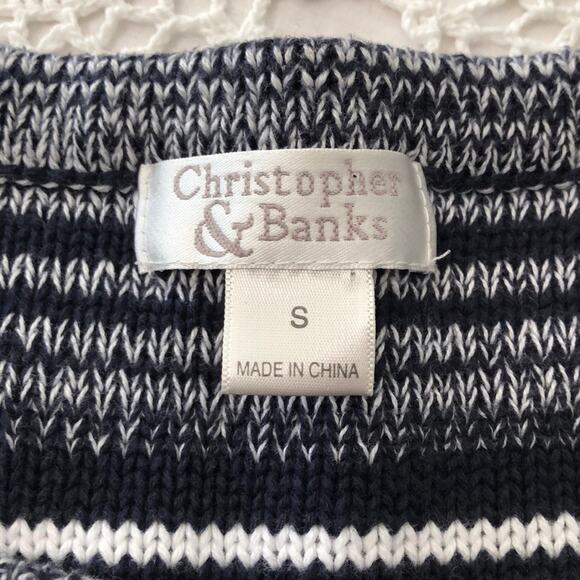 Christopher
& Banks
S
MADE IN CHINA